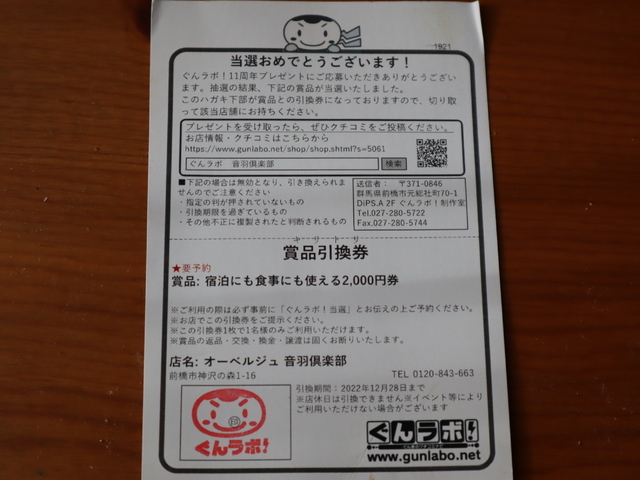 1921
当選おめでとうございます！
ぐんラボ！11周年プレゼントにご応募いただきありがとうござい
ます。抽選の結果、下記の賞品が当選いたしました。
このハガキ下部が賞品との引換券になっておりますので、切り取
って該当店舗にお持ちください。
プレゼントを受け取ったら、ぜひクチコミをご投稿ください。
お店情報・クチコミはこちらから
https://www.gunlabo.net/shop/shop.shtml?s=5061
ぐんラボ　音羽倶楽部　検索
■下記の場合は無効となり、引き換えられま
せんのでご注意ください
・指定の判が押されていないもの
・引換期限を過ぎているもの
・その他不正に複製されたと判断されるもの
送信者：　〒371-0846
群馬県前橋市元総社町70-1
DiPS.A 2F ぐんラボ！制作室
Tel.027-280-5722
Fax.027-280-5744
キリトリ
賞品引換券
★要予約
賞品: 宿泊にも食事にも使える2,000円券
※ご利用の際は必ず事前に「ぐんラボ！当選」とお伝えの上ご予約ください。
※お店でこの引換券をご提示ください。
※この引換券1枚で1名様のみご利用いただけます。
※賞品の返品・交換・換金・譲渡は固くお断りいたします。
店名: オーベルジュ 音羽倶楽部
前橋市神沢の森1-16
TEL 0120-843-663
引換期間：2022年12月28日まで
※店休日は引換できません※イベント等により
ご利用いただけない場合がございます
ぐんラボ！
ぐんラボ！
www.gunlabo.net